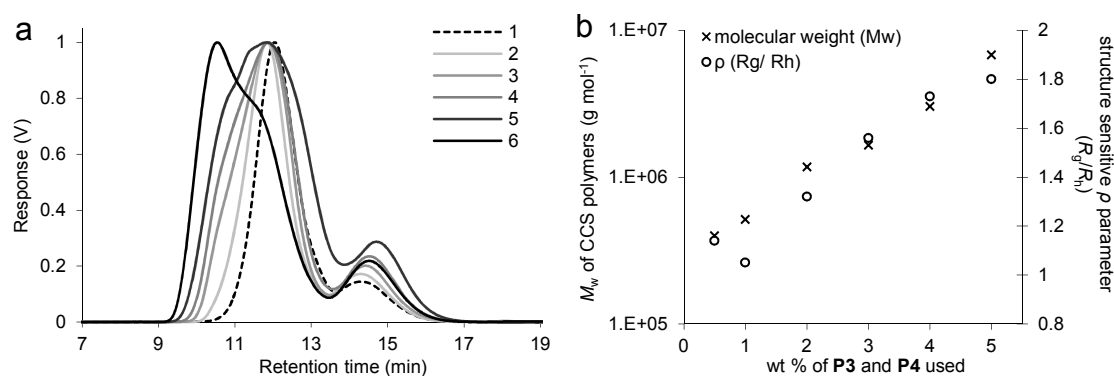 a
Response (V)
1
0.8
0.6
0.4
0.2
0
7 9 11 13 15 17 19
Retention time (min)
1
2
3
4
5
6
b
Mw of CCS polymers (g mol-1)
1.E+07
1.E+06
1.E+05
× molecular weight (Mw)
ρ (Rg/ Rh)
0 1 2 3 4 5
wt % of P3 and P4 used
2
1.8
1.6
1.4
1.2
1
0.8
structure sensitive ρ parameter
(Rg/Rh)